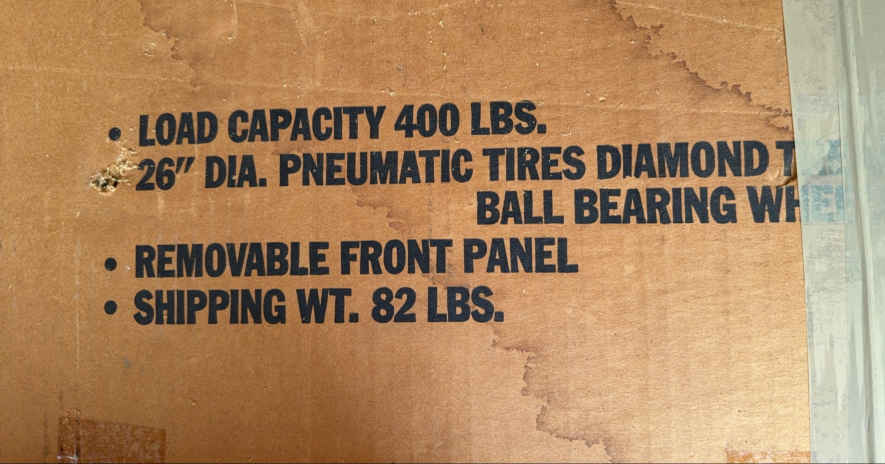 • LOAD CAPACITY 400 LBS.
26" DIA. PNEUMATIC TIRES DIAMOND
BALL BEARING
• REMOVABLE FRONT PANEL
• SHIPPING WT. 82 LBS.